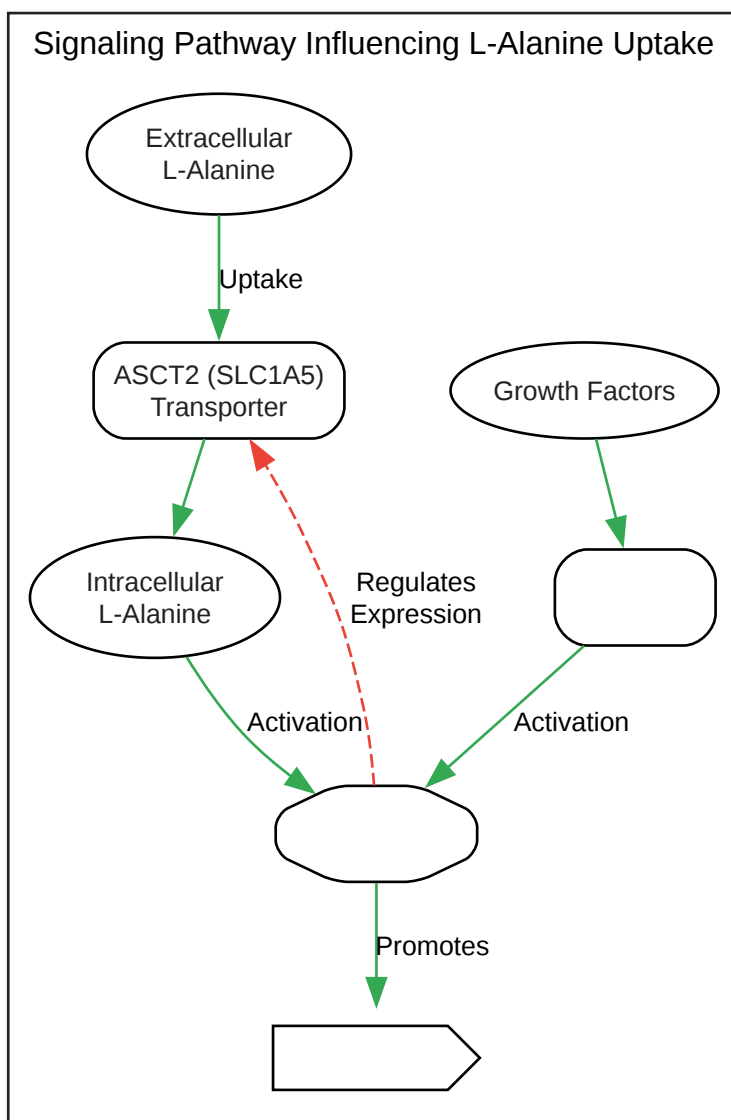 Signaling Pathway Influencing L-Alanine Uptake
Extracellular
L-Alanine
Uptake
ASCT2 (SLC1A5)
Transporter
Growth Factors
Intracellular
L-Alanine
Regulates
Expression
Activation
Activation
Promotes